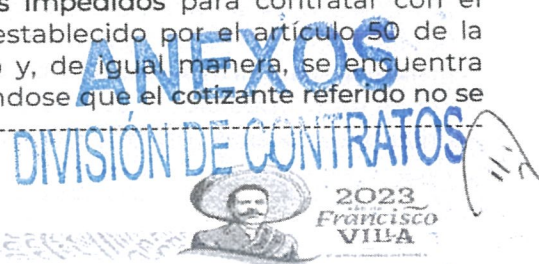 s impedidos para contratar con el
establecido por el artículo 50 de la
y, de igual manera, se encuentra
ndose que el cotizante referido no se
ANEXOS
DIVISIÓN DE CONTRATOS
2023
Francisco
VILLA